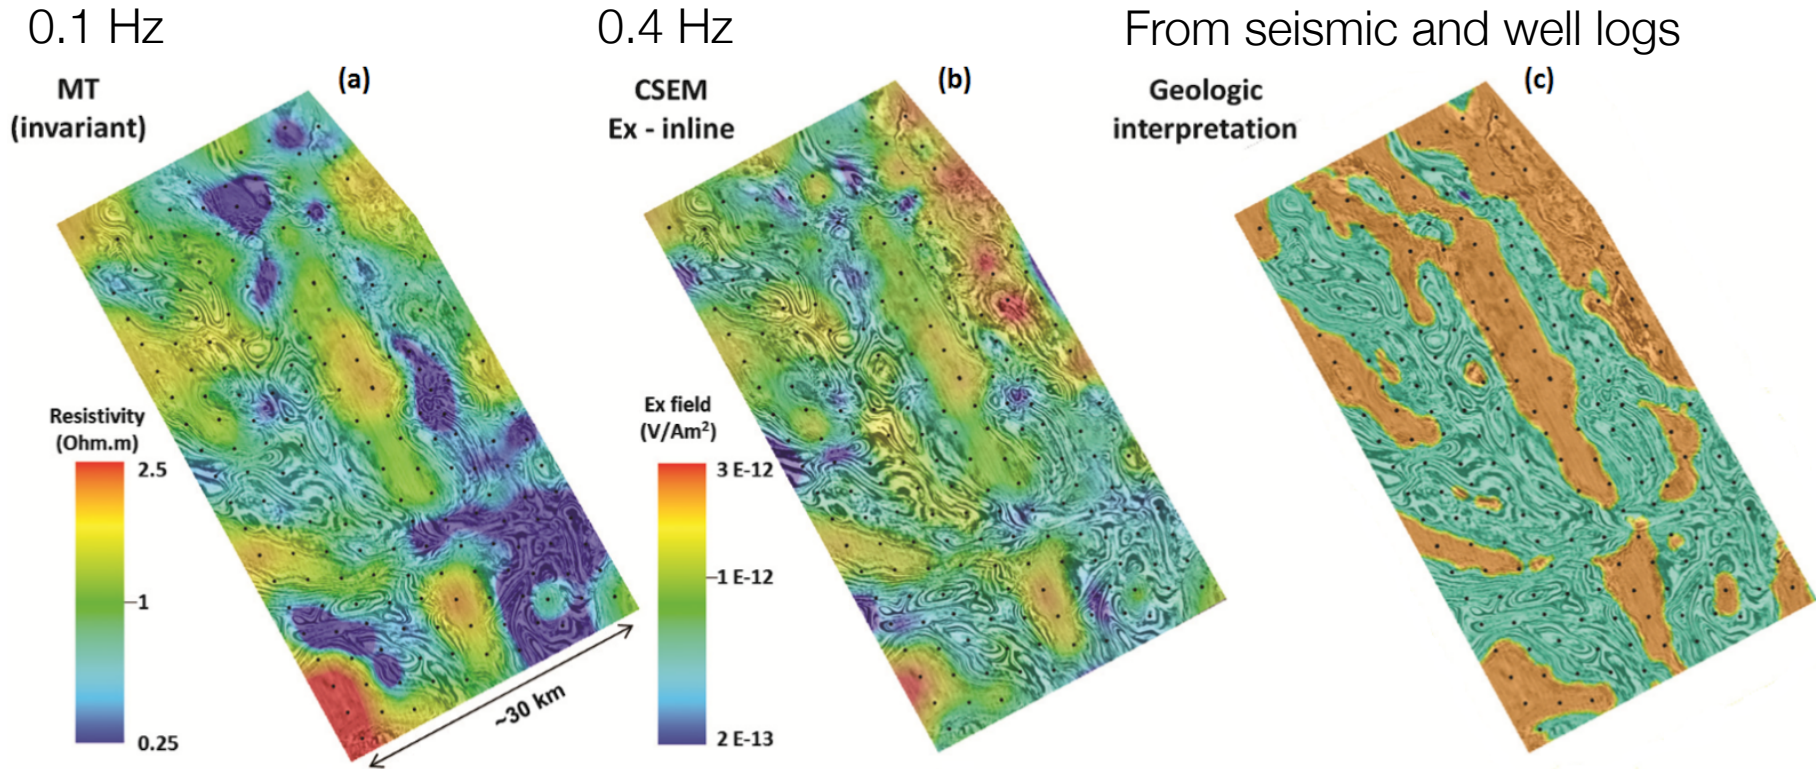 0.1 Hz
0.4 Hz
From seismic and well logs
MT
(invariant)
(a)
CSEM
Ex - inline
(b)
Geologic
interpretation
(c)
Resistivity
(Ohm.m)
2.5
1
0.25
~30 km
Ex field
(V/Am²)
3 E-12
1 E-12
2 E-13